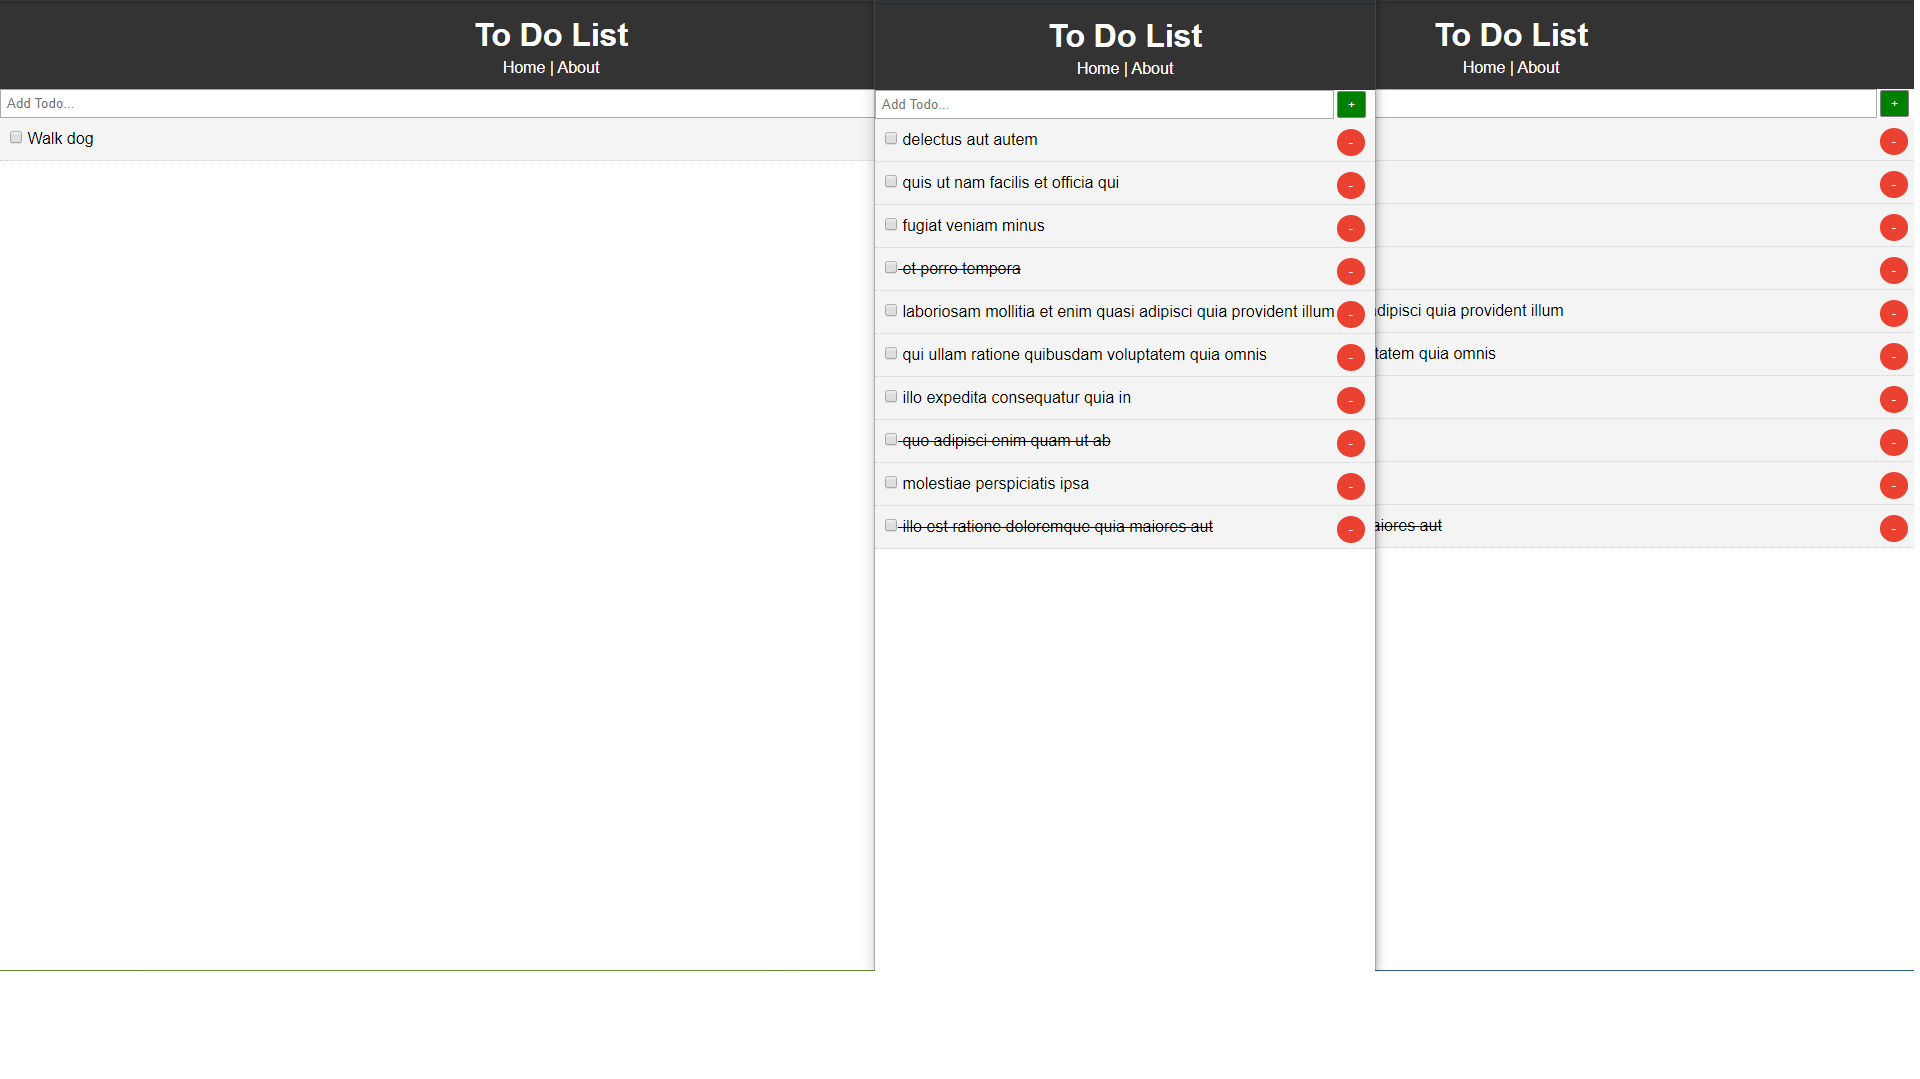 To Do List
Home | About
Add Todo...
Walk dog
To Do List
Home | About
Add Todo...
+
delectus aut autem
-
quis ut nam facilis et officia qui
-
fugiat veniam minus
-
et porro tempora
-
laboriosam mollitia et enim quasi adipisci quia provident illum
-
qui ullam ratione quibusdam voluptatem quia omnis
-
illo expedita consequatur quia in
-
quo adipisci enim quam ut ab
-
molestiae perspiciatis ipsa
-
illo est ratione doloremque quia maiores aut
-
To Do List
Home | About
+
-
-
-
-
dipisci quia provident illum
-
tatem quia omnis
-
-
-
-
aiores aut
-